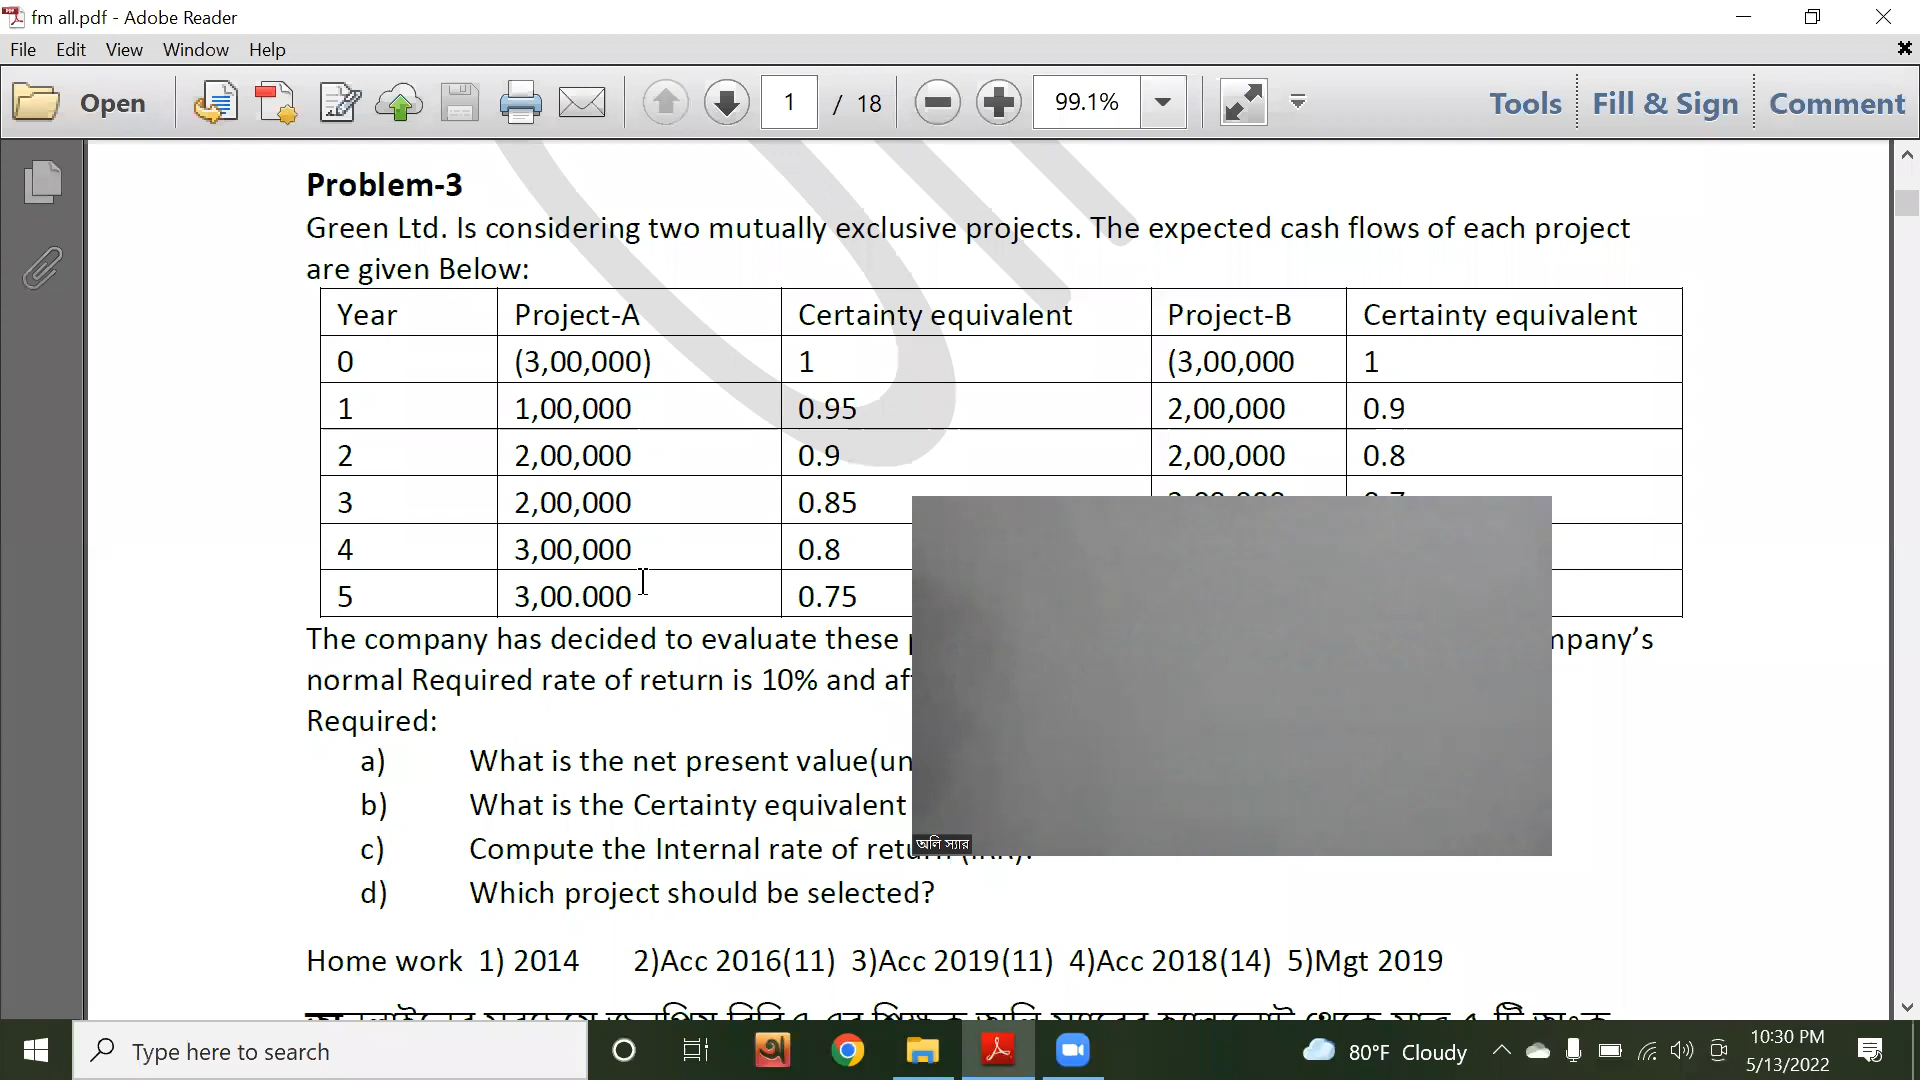 fm all.pdf - Adobe Reader
File Edit View Window Help
Open 1 / 18 99.1% Tools Fill & Sign Comment
Problem-3
Green Ltd. Is considering two mutually exclusive projects. The expected cash flows of each project
are given Below:
Year Project-A Certainty equivalent Project-B Certainty equivalent
0 (3,00,000) 1 (3,00,000 1
1 1,00,000 0.95 2,00,000 0.9
2 2,00,000 0.9 2,00,000 0.8
3 2,00,000 0.85
4 3,00,000 0.8
5 3,00.000 0.75
The company has decided to evaluate these
normal Required rate of return is 10% and
Required:
a) What is the net present
b) What is the Certainty equivalent
c) Compute the Internal rate of
d) Which project should be selected?
Home work 1) 2014 2)Acc 2016(11) 3)Acc 2019(11) 4)Acc 2018(14) 5)Mgt 2019
অলি স্যার
Type here to search
80°F Cloudy
10:30 PM
5/13/2022